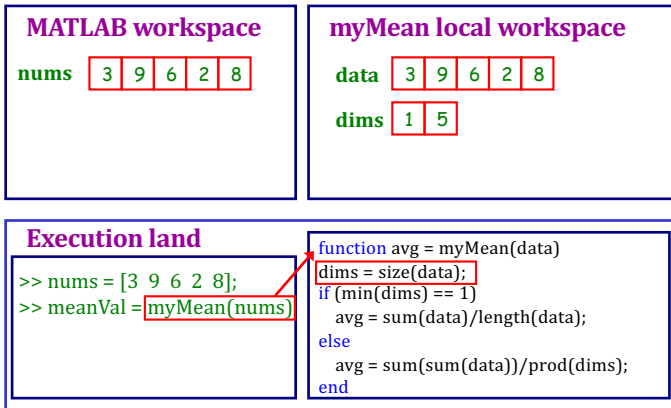 MATLAB workspace
nums 3 9 6 2 8
myMean local workspace
data 3 9 6 2 8
dims 1 5
Execution land
>> nums = [3 9 6 2 8];
>> meanVal = myMean(nums)
function avg = myMean(data)
dims = size(data);
if (min(dims) == 1)
avg = sum(data)/length(data);
else
avg = sum(sum(data))/prod(dims);
end